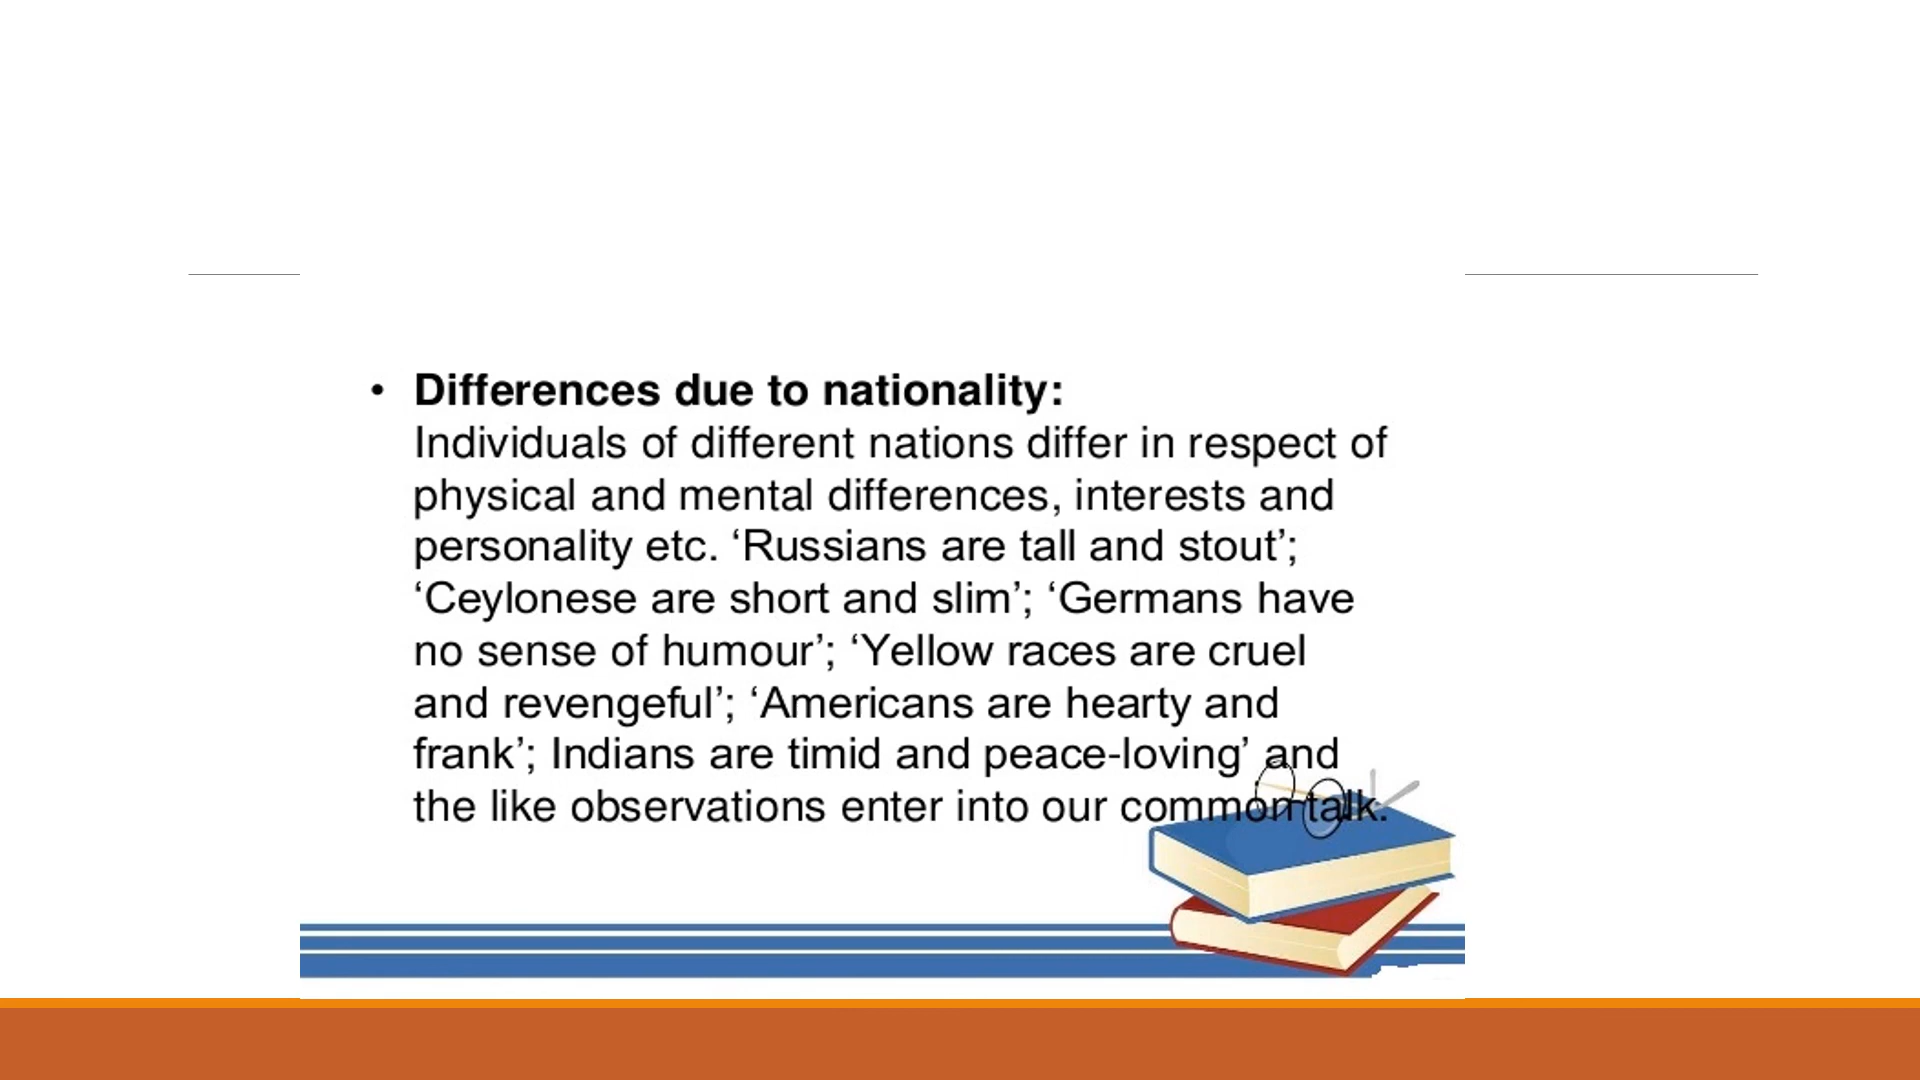 • Differences due to nationality:
Individuals of different nations differ in respect of
physical and mental differences, interests and
personality etc. ‘Russians are tall and stout’;
‘Ceylonese are short and slim’; ‘Germans have
no sense of humour’; ‘Yellow races are cruel
and revengeful’; ‘Americans are hearty and
frank’; Indians are timid and peace-loving’ and
the like observations enter into our common talk.